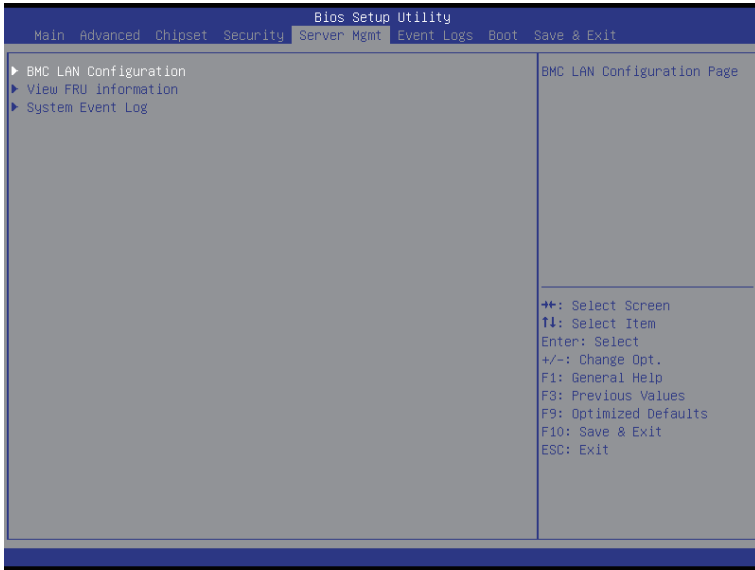 Bios Setup Utility
Main Advanced Chipset Security Server Mgmt Event Logs Boot Save & Exit
BMC LAN Configuration
View FRU information
System Event Log
BMC LAN Configuration Page
→←: Select Screen
↑↓: Select Item
Enter: Select
+/-: Change Opt.
F1: General Help
F3: Previous Values
F9: Optimized Defaults
F10: Save & Exit
ESC: Exit